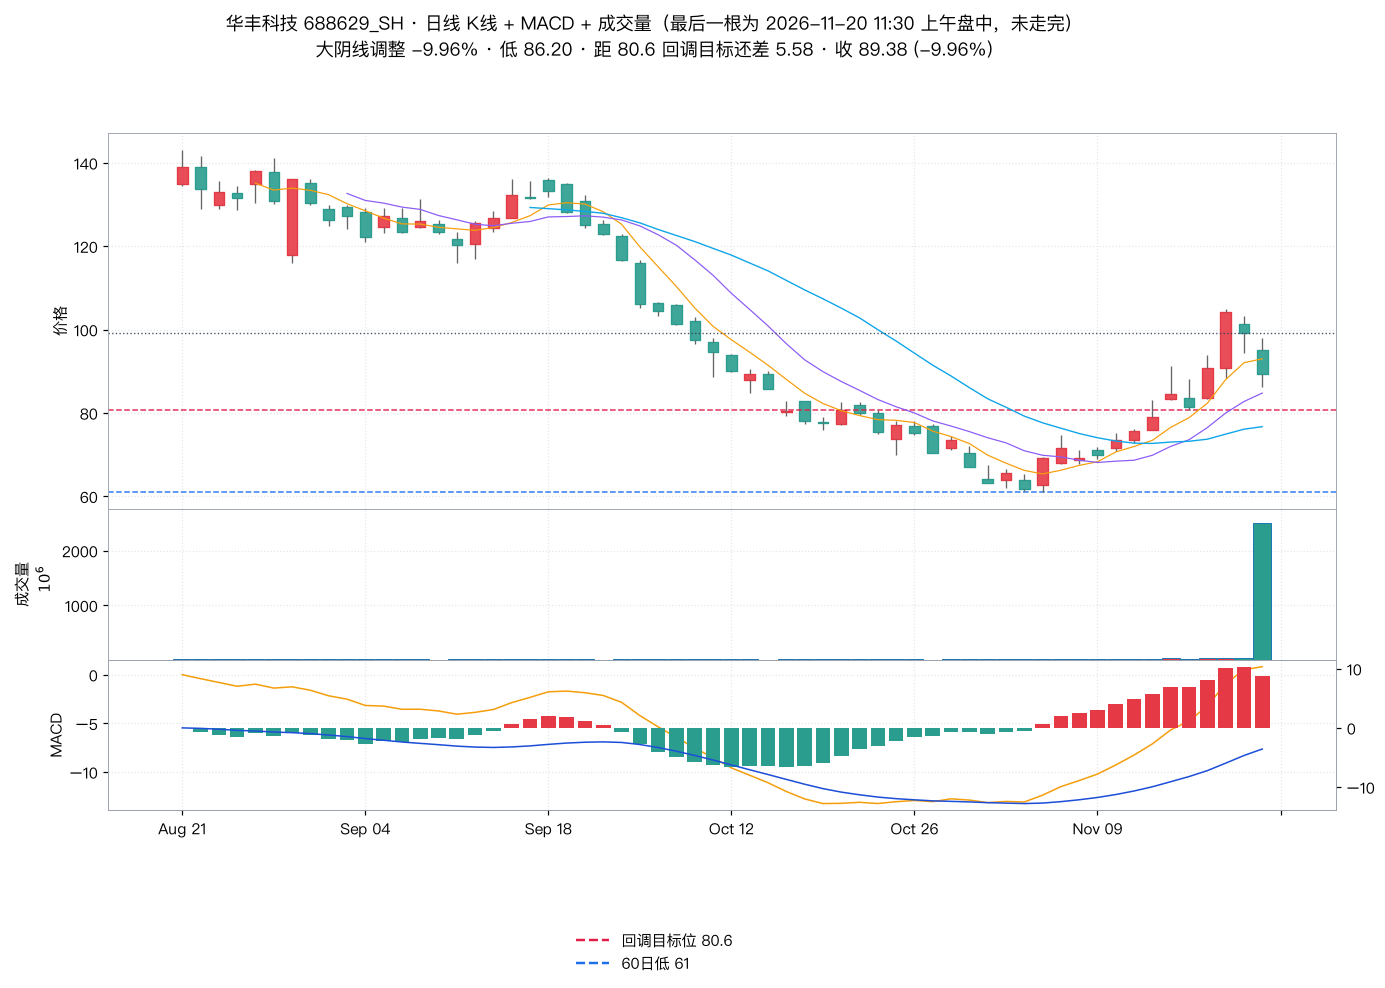 华丰科技 688629_SH · 日线 K线 + MACD + 成交量（最后一根为 2026-11-20 11:30 上午盘中，未走完）
大阴线调整 -9.96% · 低 86.20 · 距 80.6 回调目标还差 5.58 · 收 89.38 (-9.96%)
140
120
100
80
60
价格
2000
1000
成交量
10⁶
0
-5
-10
MACD
10
0
-10
Aug 21
Sep 04
Sep 18
Oct 12
Oct 26
Nov 09
回调目标位 80.6
60日低 61